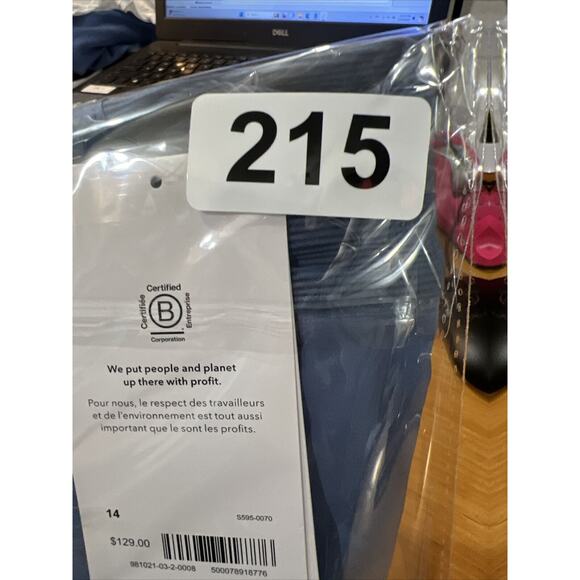 DELL
215
Certified
Certifiée
B
Entreprise
Corporation
We put people and planet
up there with profit.
Pour nous, le respect des travailleurs
et de l'environnement est tout aussi
important que le sont les profits.
14
S595-0070
$129.00
981021-03-2-0008
500078918776